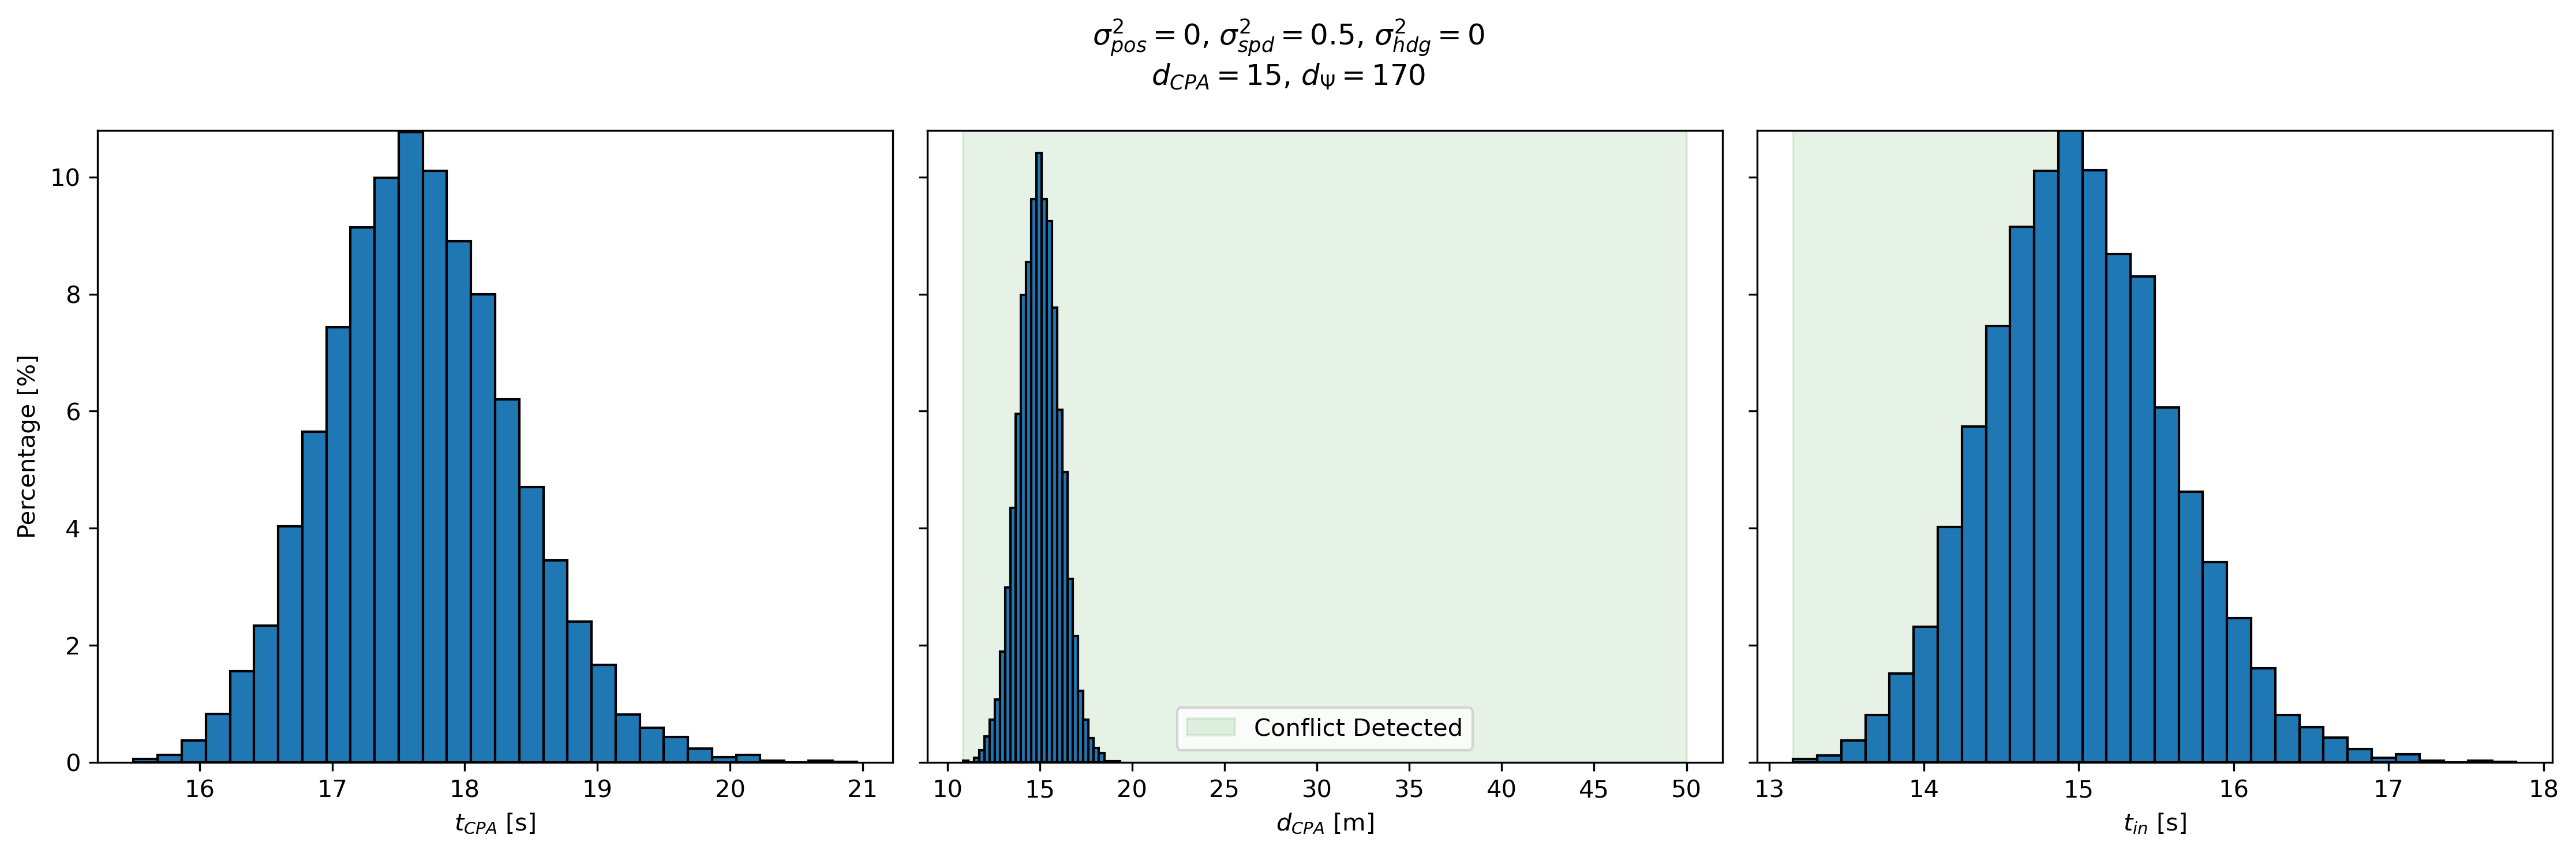 σ²pos = 0, σ²spd = 0.5, σ²hdg = 0
dCPA = 15, dΨ = 170
Percentage [%]
10
8
6
4
2
0
16 17 18 19 20 21
tCPA [s]
Conflict Detected
10 15 20 25 30 35 40 45 50
dCPA [m]
13 14 15 16 17 18
tin [s]